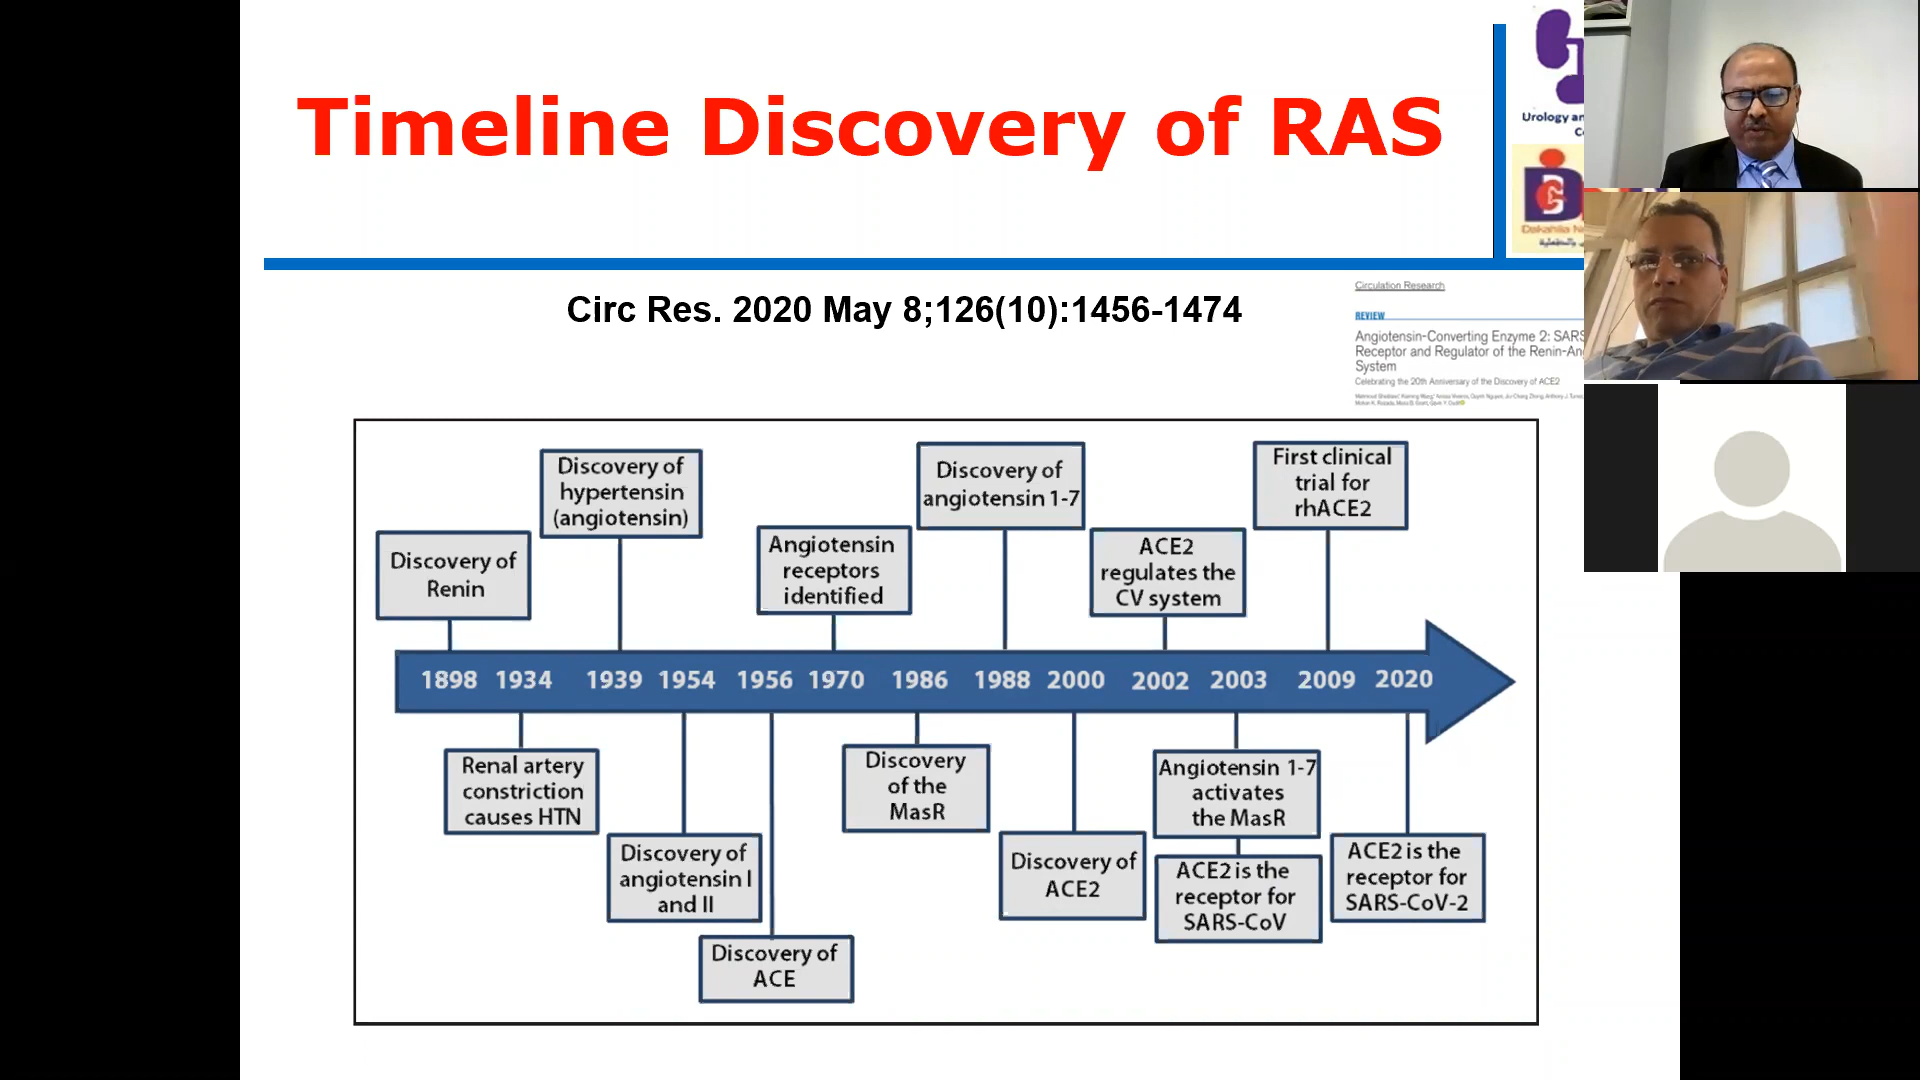 Timeline Discovery of RAS
Urology an
Dakahlia N
Circ Res. 2020 May 8;126(10):1456-1474
Circulation Research
REVIEW
Angiotensin-Converting Enzyme 2: SARS
Receptor and Regulator of the Renin-An
System
Celebrating the 20th Anniversary of the Discovery of ACE2
Discovery of
Renin
Discovery of
hypertensin
(angiotensin)
Angiotensin
receptors
identified
Discovery of
angiotensin 1-7
ACE2
regulates the
CV system
First clinical
trial for
rhACE2
1898 1934 1939 1954 1956 1970 1986 1988 2000 2002 2003 2009 2020
Renal artery
constriction
causes HTN
Discovery of
angiotensin I
and II
Discovery of
ACE
Discovery
of the
MasR
Discovery of
ACE2
Angiotensin 1-7
activates
the MasR
ACE2 is the
receptor for
SARS-CoV
ACE2 is the
receptor for
SARS-CoV-2